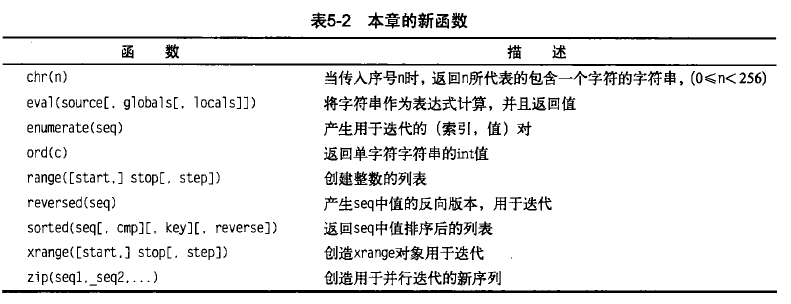 表5-2 本章的新函数
函 数 描 述
chr(n) 当传入序号n时，返回n所代表的包含一个字符的字符串，(0≤n<256)
eval(source[, globals[, locals]]) 将字符串作为表达式计算，并且返回值
enumerate(seq) 产生用于迭代的（索引，值）对
ord(c) 返回单字符字符串的int值
range([start,] stop[, step]) 创建整数的列表
reversed(seq) 产生seq中值的反向版本，用于迭代
sorted(seq[, cmp][, key][, reverse]) 返回seq中值排序后的列表
xrange([start,] stop[, step]) 创造xrange对象用于迭代
zip(seq1,_seq2,...) 创造用于并行迭代的新序列